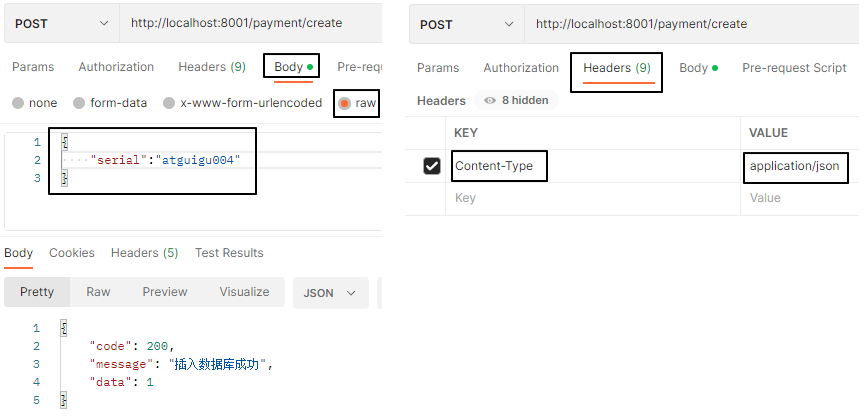 POST http://localhost:8001/payment/create
Params Authorization Headers (9) Body Pre-requ
none form-data x-www-form-urlencoded raw
1 {
2 "serial":"atguigu004"
3 }
Body Cookies Headers (5) Test Results
Pretty Raw Preview Visualize JSON
1 {
2 "code": 200,
3 "message": "插入数据库成功",
4 "data": 1
5 }
POST http://localhost:8001/payment/create
Params Authorization Headers (9) Body Pre-request Script
Headers 8 hidden
KEY VALUE
Content-Type application/json
Key Value